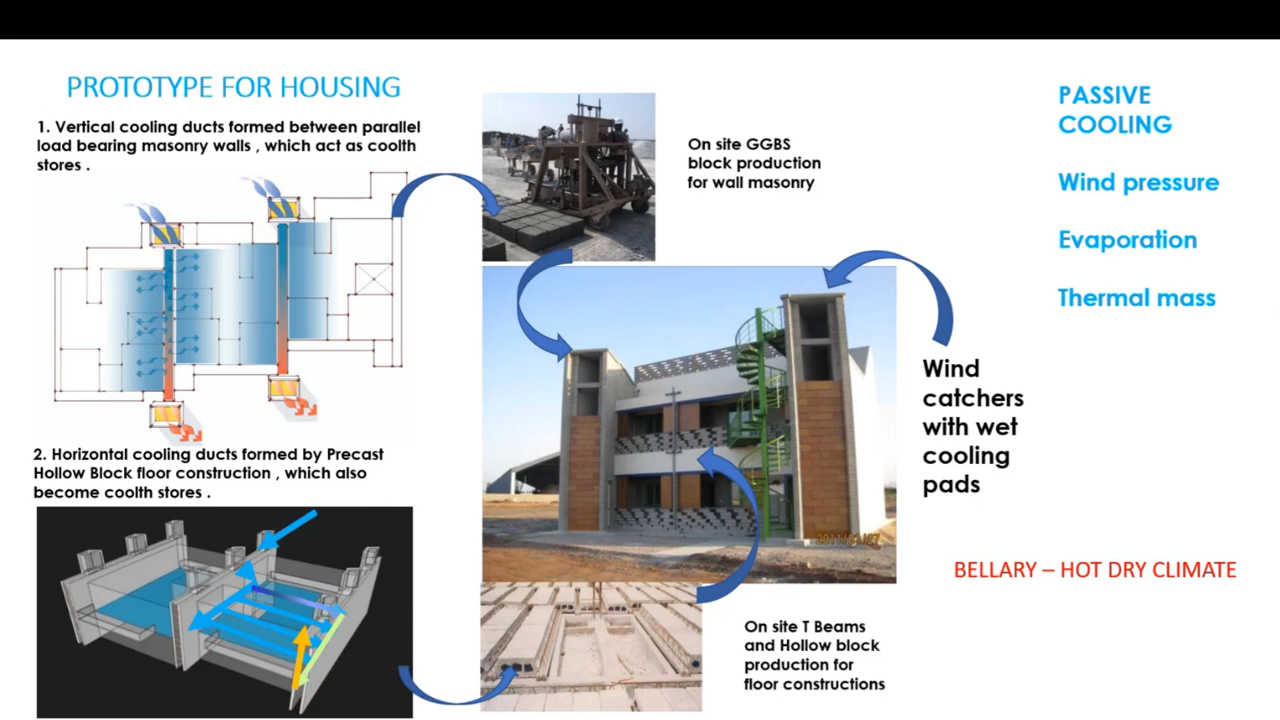 PROTOTYPE FOR HOUSING
1. Vertical cooling ducts formed between parallel
load bearing masonry walls , which act as coolth
stores .
2. Horizontal cooling ducts formed by Precast
Hollow Block floor construction , which also
become coolth stores .
On site GGBS
block production
for wall masonry
Wind
catchers
with wet
cooling
pads
On site T Beams
and Hollow block
production for
floor constructions
PASSIVE
COOLING
Wind pressure
Evaporation
Thermal mass
BELLARY – HOT DRY CLIMATE